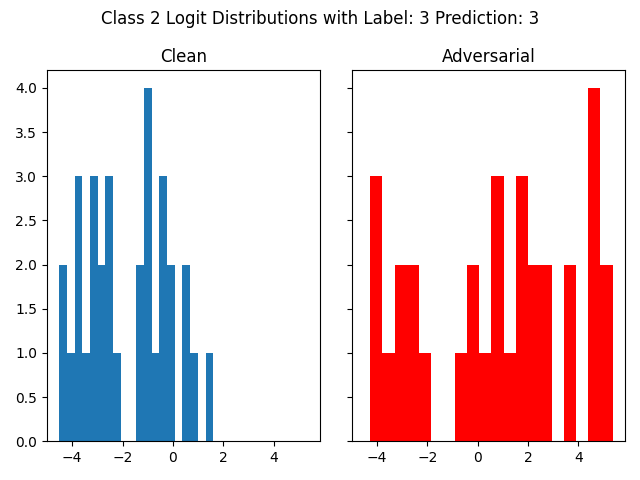 Class 2 Logit Distributions with Label: 3 Prediction: 3
Clean
Adversarial
4.0
3.5
3.0
2.5
2.0
1.5
1.0
0.5
0.0
−4 −2 0 2 4
−4 −2 0 2 4